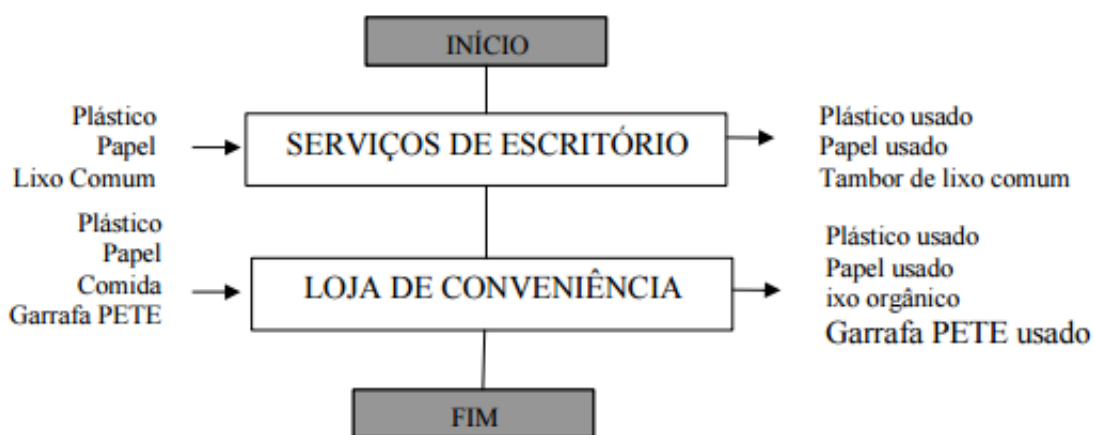 INÍCIO
Plástico
Papel
Lixo Comum
SERVIÇOS DE ESCRITÓRIO
Plástico usado
Papel usado
Tambor de lixo comum
Plástico
Papel
Comida
Garrafa PETE
LOJA DE CONVENIÊNCIA
Plástico usado
Papel usado
ixo orgânico
Garrafa PETE usado
FIM